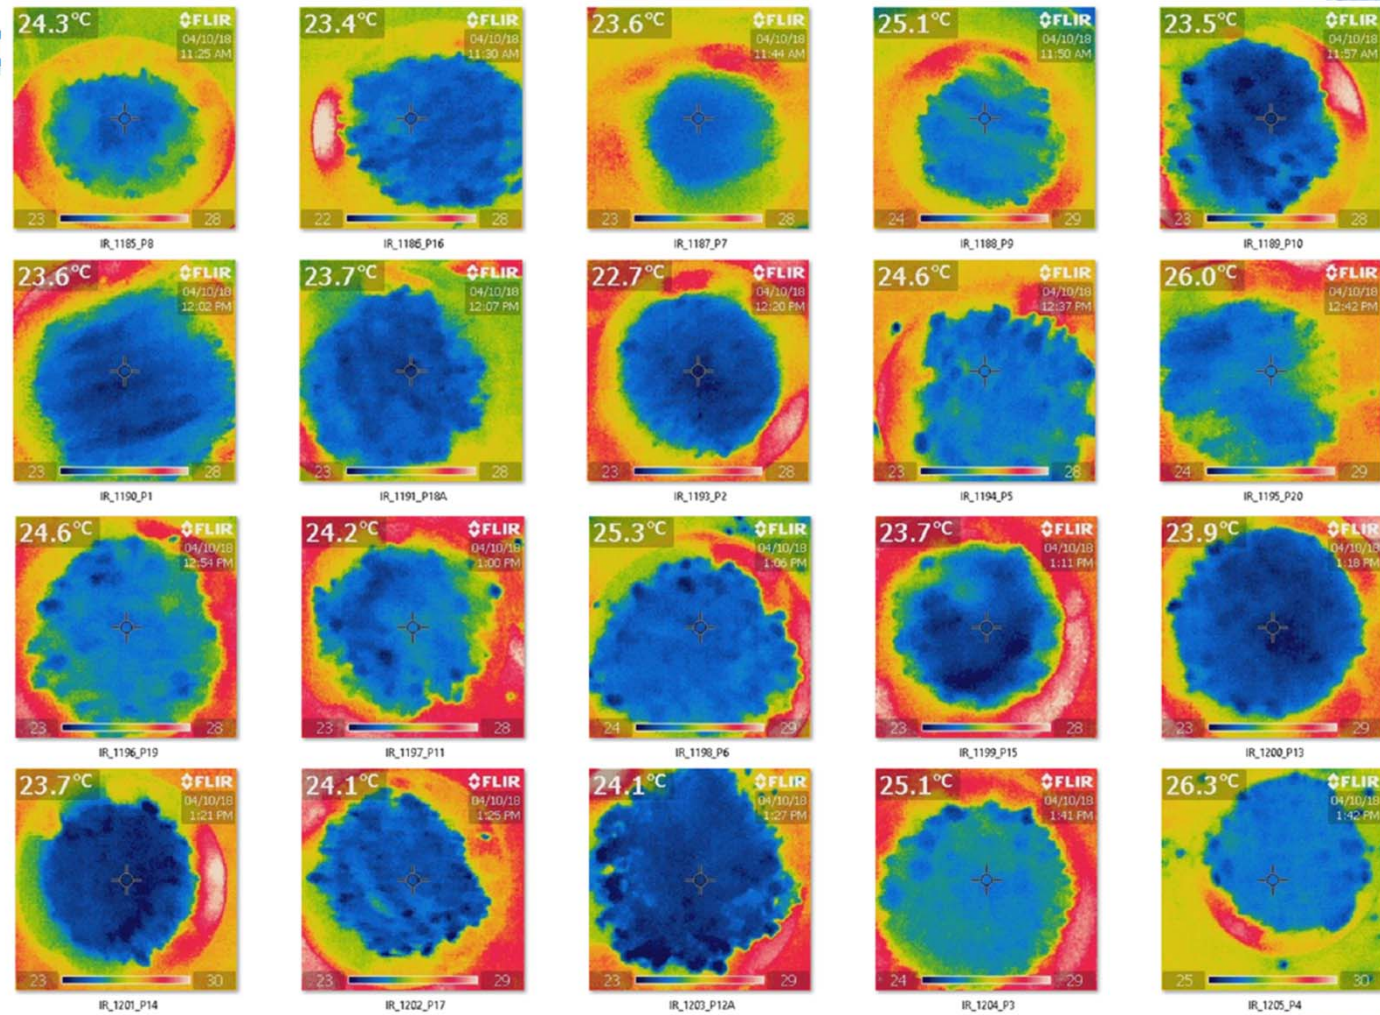 24.3°C FLIR
04/10/18
11:25 AM
23 28
IR_1185_P8
23.4°C FLIR
04/10/18
11:30 AM
22 28
IR_1186_P16
23.6°C FLIR
04/10/18
11:44 AM
23 28
IR_1187_P7
25.1°C FLIR
04/10/18
11:50 AM
24 29
IR_1188_P9
23.5°C FLIR
04/10/18
11:57 AM
23 28
IR_1189_P10
23.6°C FLIR
04/10/18
12:02 PM
23 28
IR_1190_P1
23.7°C FLIR
04/10/18
12:07 PM
23 28
IR_1191_P18A
22.7°C FLIR
04/10/18
12:20 PM
23 28
IR_1193_P2
24.6°C FLIR
04/10/18
12:37 PM
23 28
IR_1194_P5
26.0°C FLIR
04/10/18
12:42 PM
24 29
IR_1195_P20
24.6°C FLIR
04/10/18
12:54 PM
23 28
IR_1196_P19
24.2°C FLIR
04/10/18
1:00 PM
23 28
IR_1197_P11
25.3°C FLIR
04/10/18
1:06 PM
24 29
IR_1198_P6
23.7°C FLIR
04/10/18
1:11 PM
23 28
IR_1199_P15
23.9°C FLIR
04/10/18
1:18 PM
23 29
IR_1200_P13
23.7°C FLIR
04/10/18
1:21 PM
23 30
IR_1201_P14
24.1°C FLIR
04/10/18
1:25 PM
23 29
IR_1202_P17
24.1°C FLIR
04/10/18
1:27 PM
23 29
IR_1203_P12A
25.1°C FLIR
04/10/18
1:41 PM
24 29
IR_1204_P3
26.3°C FLIR
04/10/18
1:42 PM
25 30
IR_1205_P4